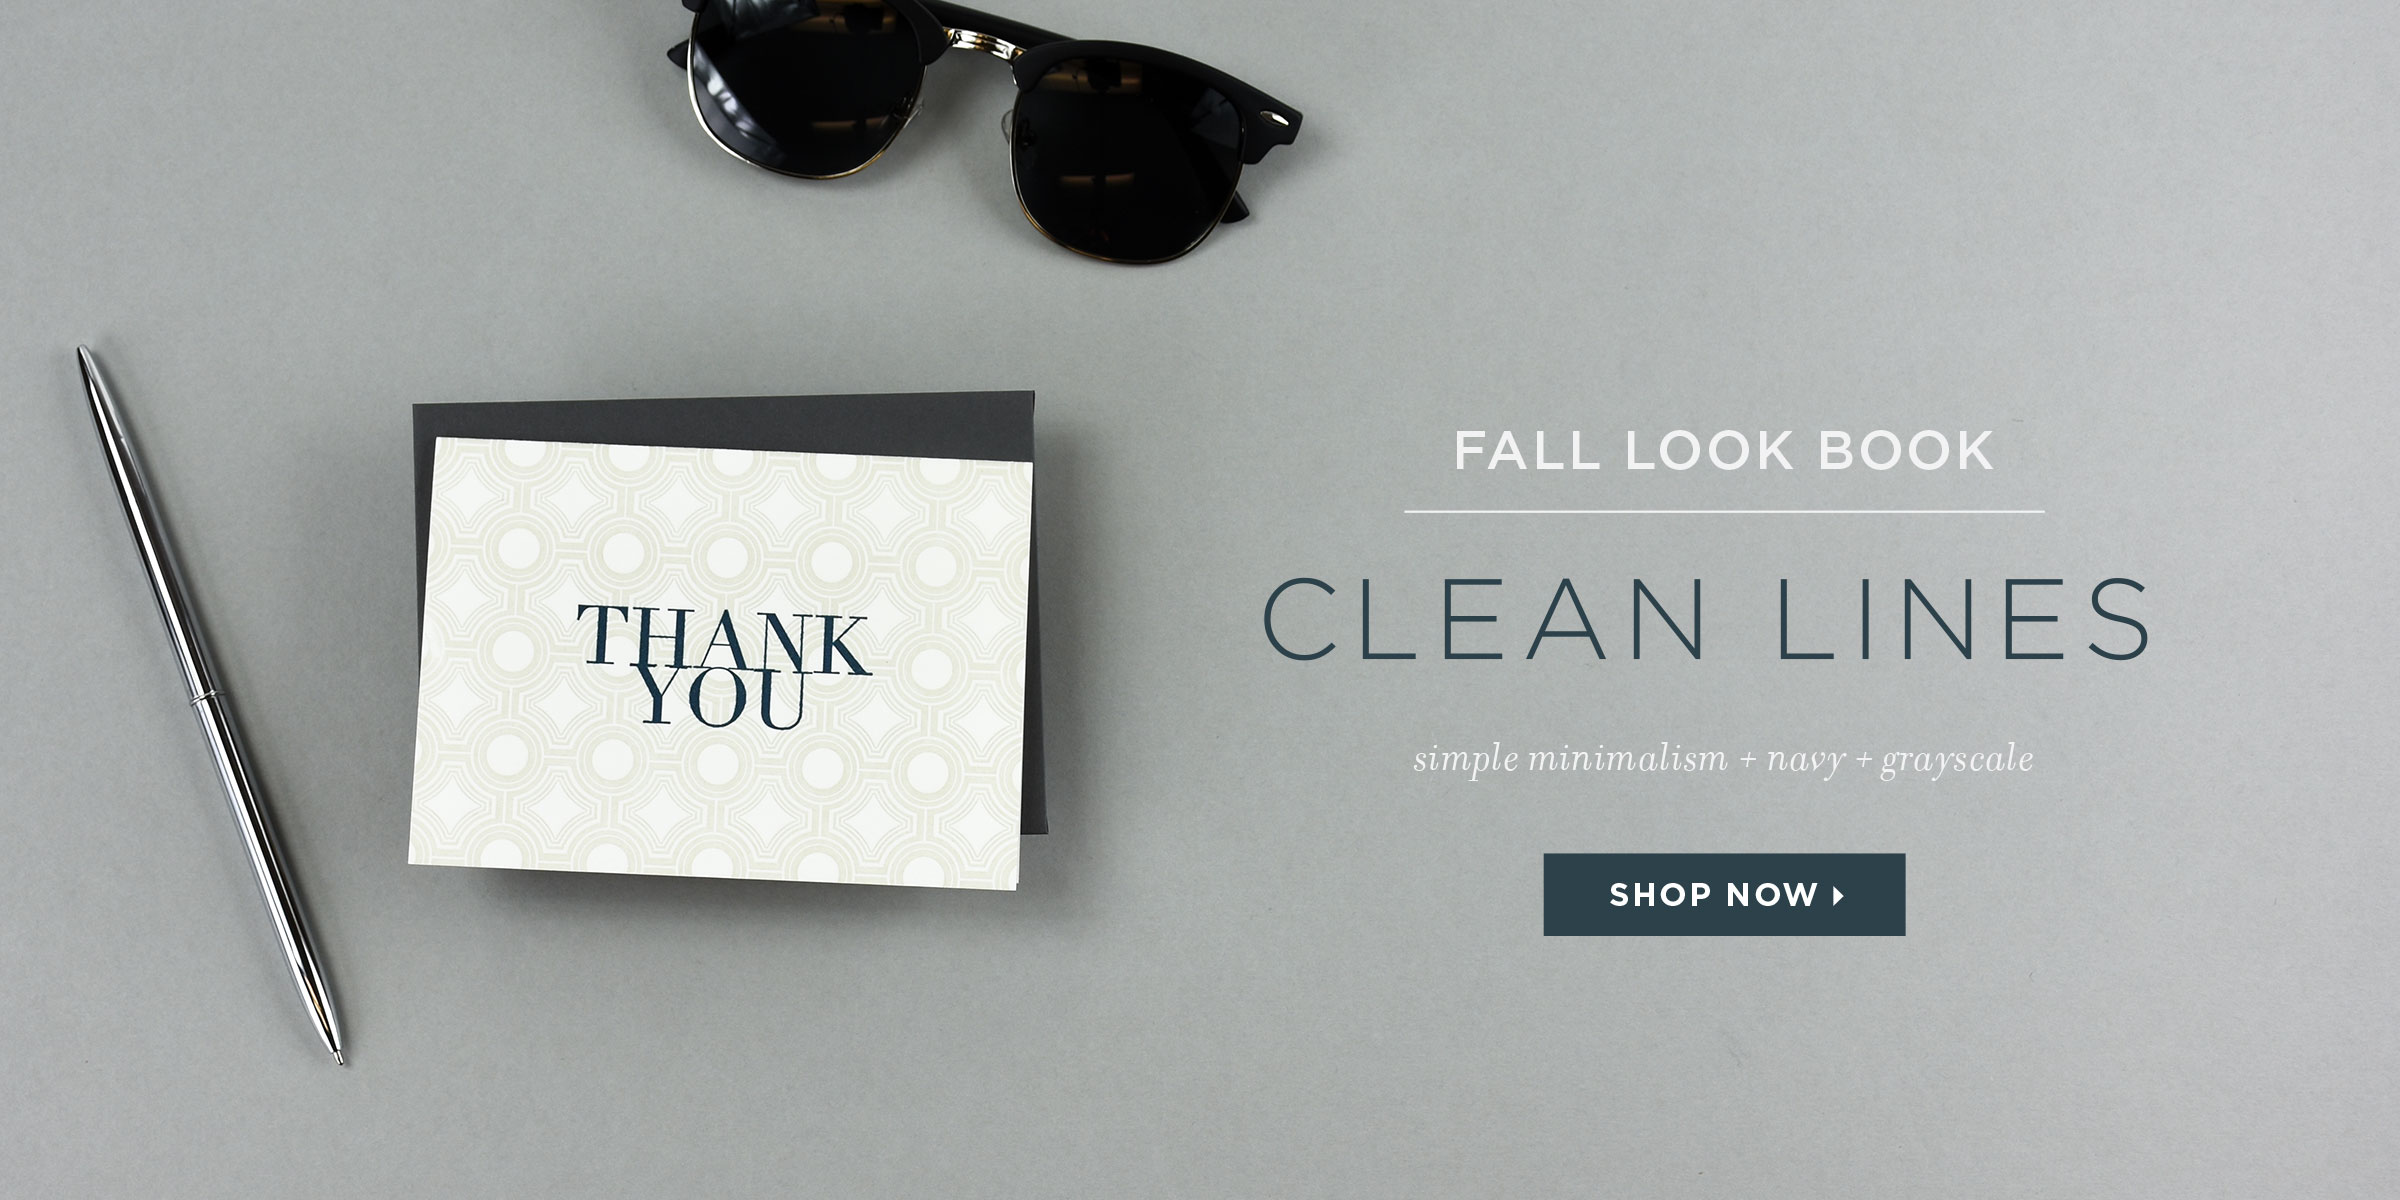 THANK
YOU
FALL LOOK BOOK
CLEAN LINES
simple minimalism + navy + grayscale
SHOP NOW